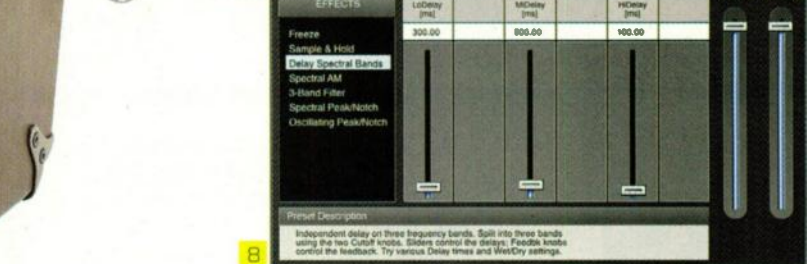 EFFECTS
LoDelay
[ms]
MiDelay
[ms]
HiDelay
[ms]
300.00
800.00
100.00
Freeze
Sample & Hold
Delay Spectral Bands
Spectral AM
3-Band Filter
Spectral Peak/Notch
Oscillating Peak/Notch
Preset Description
Independent delay on three frequency bands. Split into three bands
using the two Cutoff knobs. Sliders control the delays; Feedbk knobs
control the feedback. Try various Delay times and Wet/Dry settings.
8